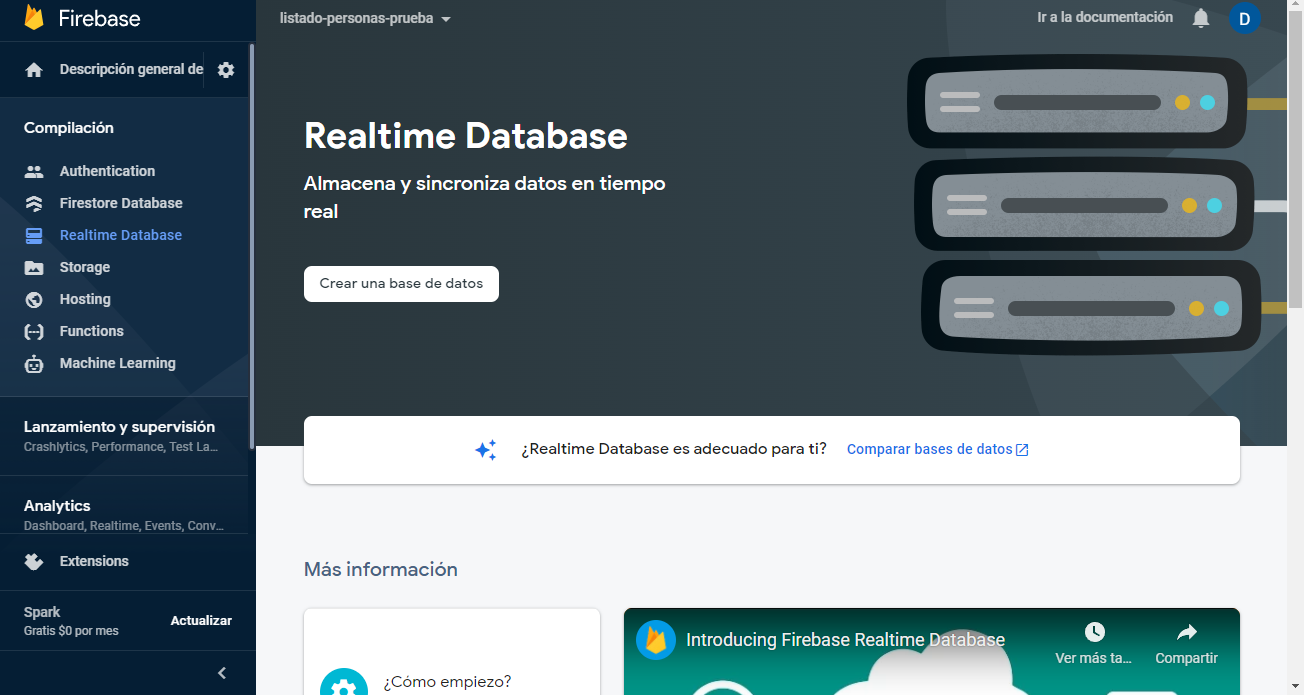 Firebase
listado-personas-prueba
Ir a la documentación
D
Descripción general de
Compilación
Authentication
Firestore Database
Realtime Database
Storage
Hosting
Functions
Machine Learning
Lanzamiento y supervisión
Crashlytics, Performance, Test La...
Analytics
Dashboard, Realtime, Events, Conv...
Extensions
Spark
Gratis $0 por mes
Actualizar
Realtime Database
Almacena y sincroniza datos en tiempo
real
Crear una base de datos
¿Realtime Database es adecuado para ti?
Comparar bases de datos
Más información
¿Cómo empiezo?
Introducing Firebase Realtime Database
Ver más ta...
Compartir